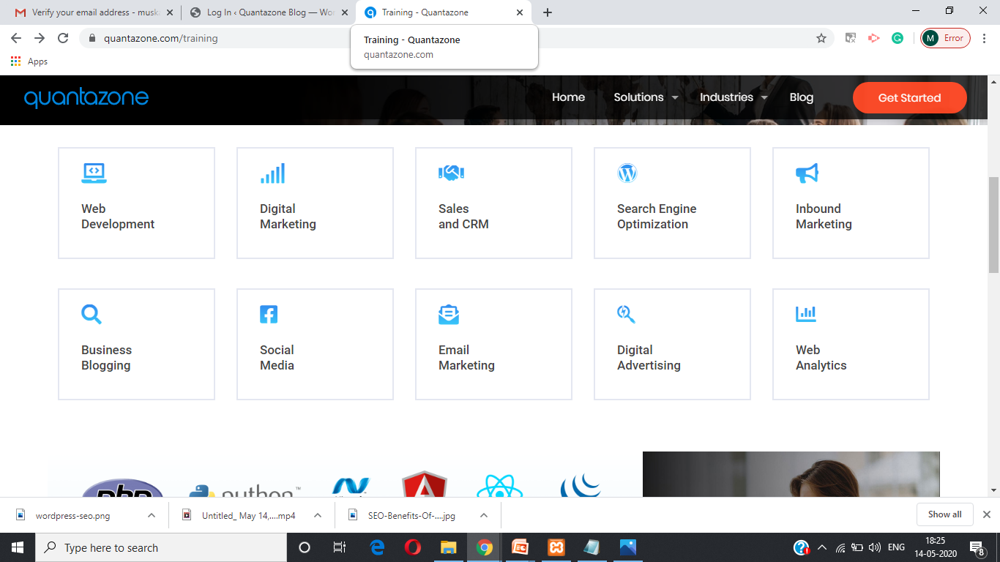 Verify your email address - musk
Log In ‹ Quantazone Blog — Wor
Training - Quantazone
quantazone.com/training
Training - Quantazone
quantazone.com
M Error
Apps
quantazone
Home Solutions Industries Blog Get Started
Web
Development
Digital
Marketing
Sales
and CRM
Search Engine
Optimization
Inbound
Marketing
Business
Blogging
Social
Media
Email
Marketing
Digital
Advertising
Web
Analytics
php python™
wordpress-seo.png
Untitled_ May 14,....mp4
SEO-Benefits-Of-....jpg
Show all
Type here to search
ENG
18:25
14-05-2020
8